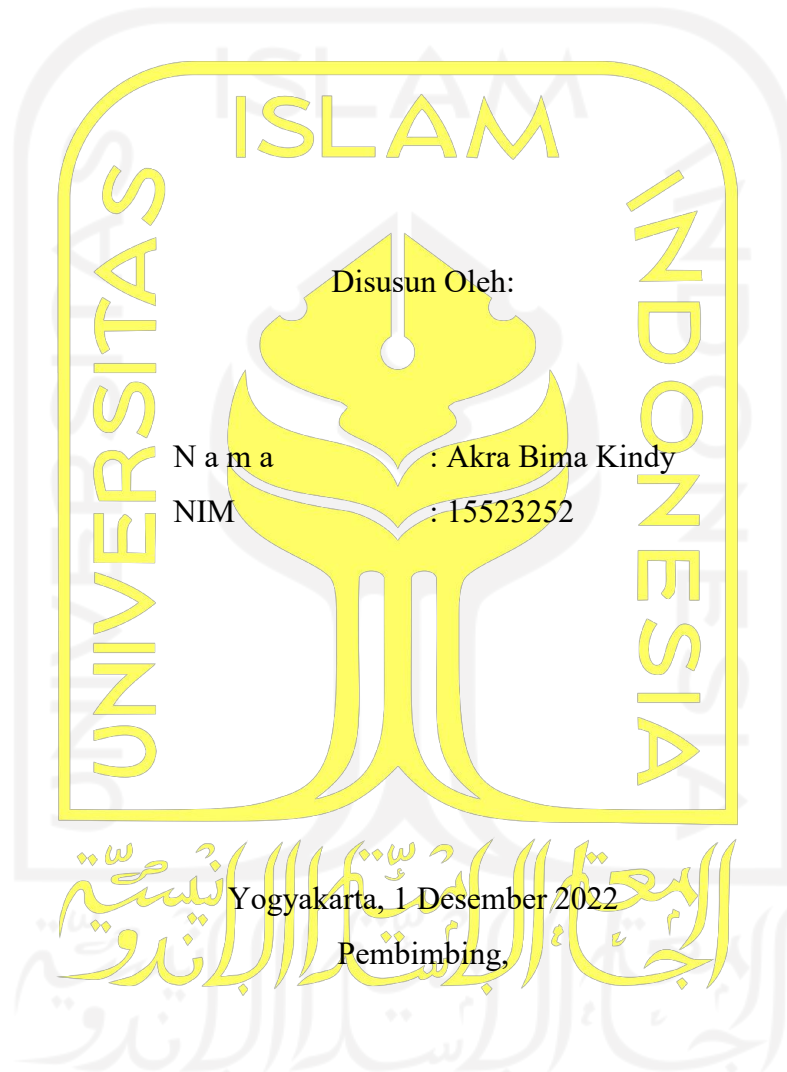 ISLAM
UNIVERSITAS
INDONESIA
Disusun Oleh:
N a m a : Akra Bima Kindy
NIM : 15523252
Yogyakarta, 1 Desember 2022
Pembimbing,